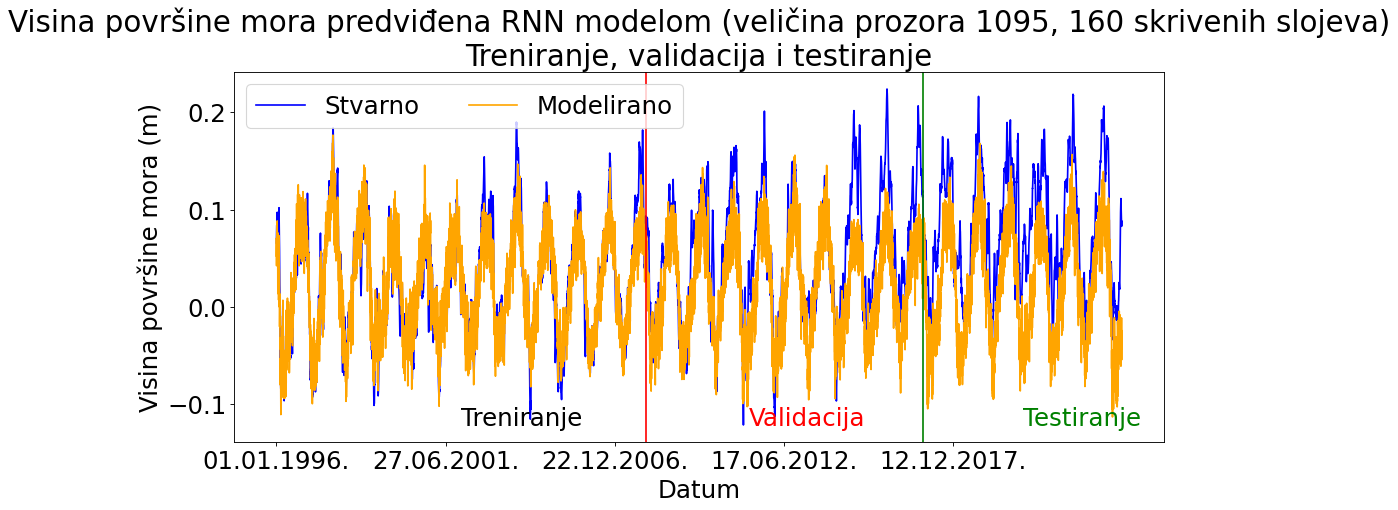 Visina površine mora predviđena RNN modelom (veličina prozora 1095, 160 skrivenih slojeva)
Treniranje, validacija i testiranje
Stvarno
Modelirano
Visina površine mora (m)
0.2
0.1
0.0
−0.1
Treniranje
Validacija
Testiranje
01.01.1996.
27.06.2001.
22.12.2006.
17.06.2012.
12.12.2017.
Datum